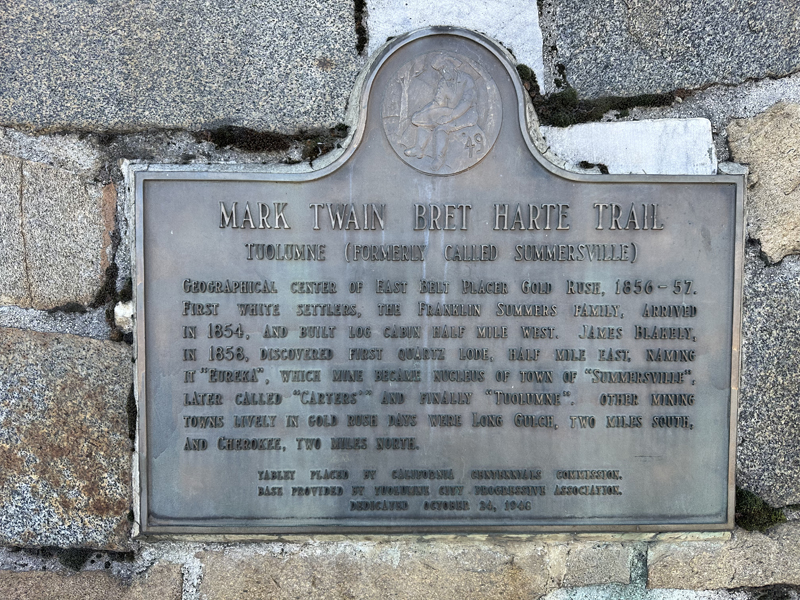 '49
MARK TWAIN BRET HARTE TRAIL
TUOLUMNE (FORMERLY CALLED SUMMERSVILLE)
GEOGRAPHICAL CENTER OF EAST BELT PLACER GOLD RUSH, 1856-57.
FIRST WHITE SETTLERS, THE FRANKLIN SUMMERS FAMILY, ARRIVED
IN 1854, AND BUILT LOG CABIN HALF MILE WEST. JAMES BLAKELY,
IN 1858, DISCOVERED FIRST QUARTZ LODE, HALF MILE EAST, NAMING
IT "EUREKA", WHICH MINE BECAME NUCLEUS OF TOWN OF "SUMMERSVILLE",
LATER CALLED "CARTERS" AND FINALLY "TUOLUMNE". OTHER MINING
TOWNS LIVELY IN GOLD RUSH DAYS WERE LONG GULCH, TWO MILES SOUTH,
AND CHEROKEE, TWO MILES NORTH.
TABLET PLACED BY CALIFORNIA CENTENNIALS COMMISSION.
BASE PROVIDED BY TUOLUMNE CITY PROGRESSIVE ASSOCIATION.
DEDICATED OCTOBER 24, 1948